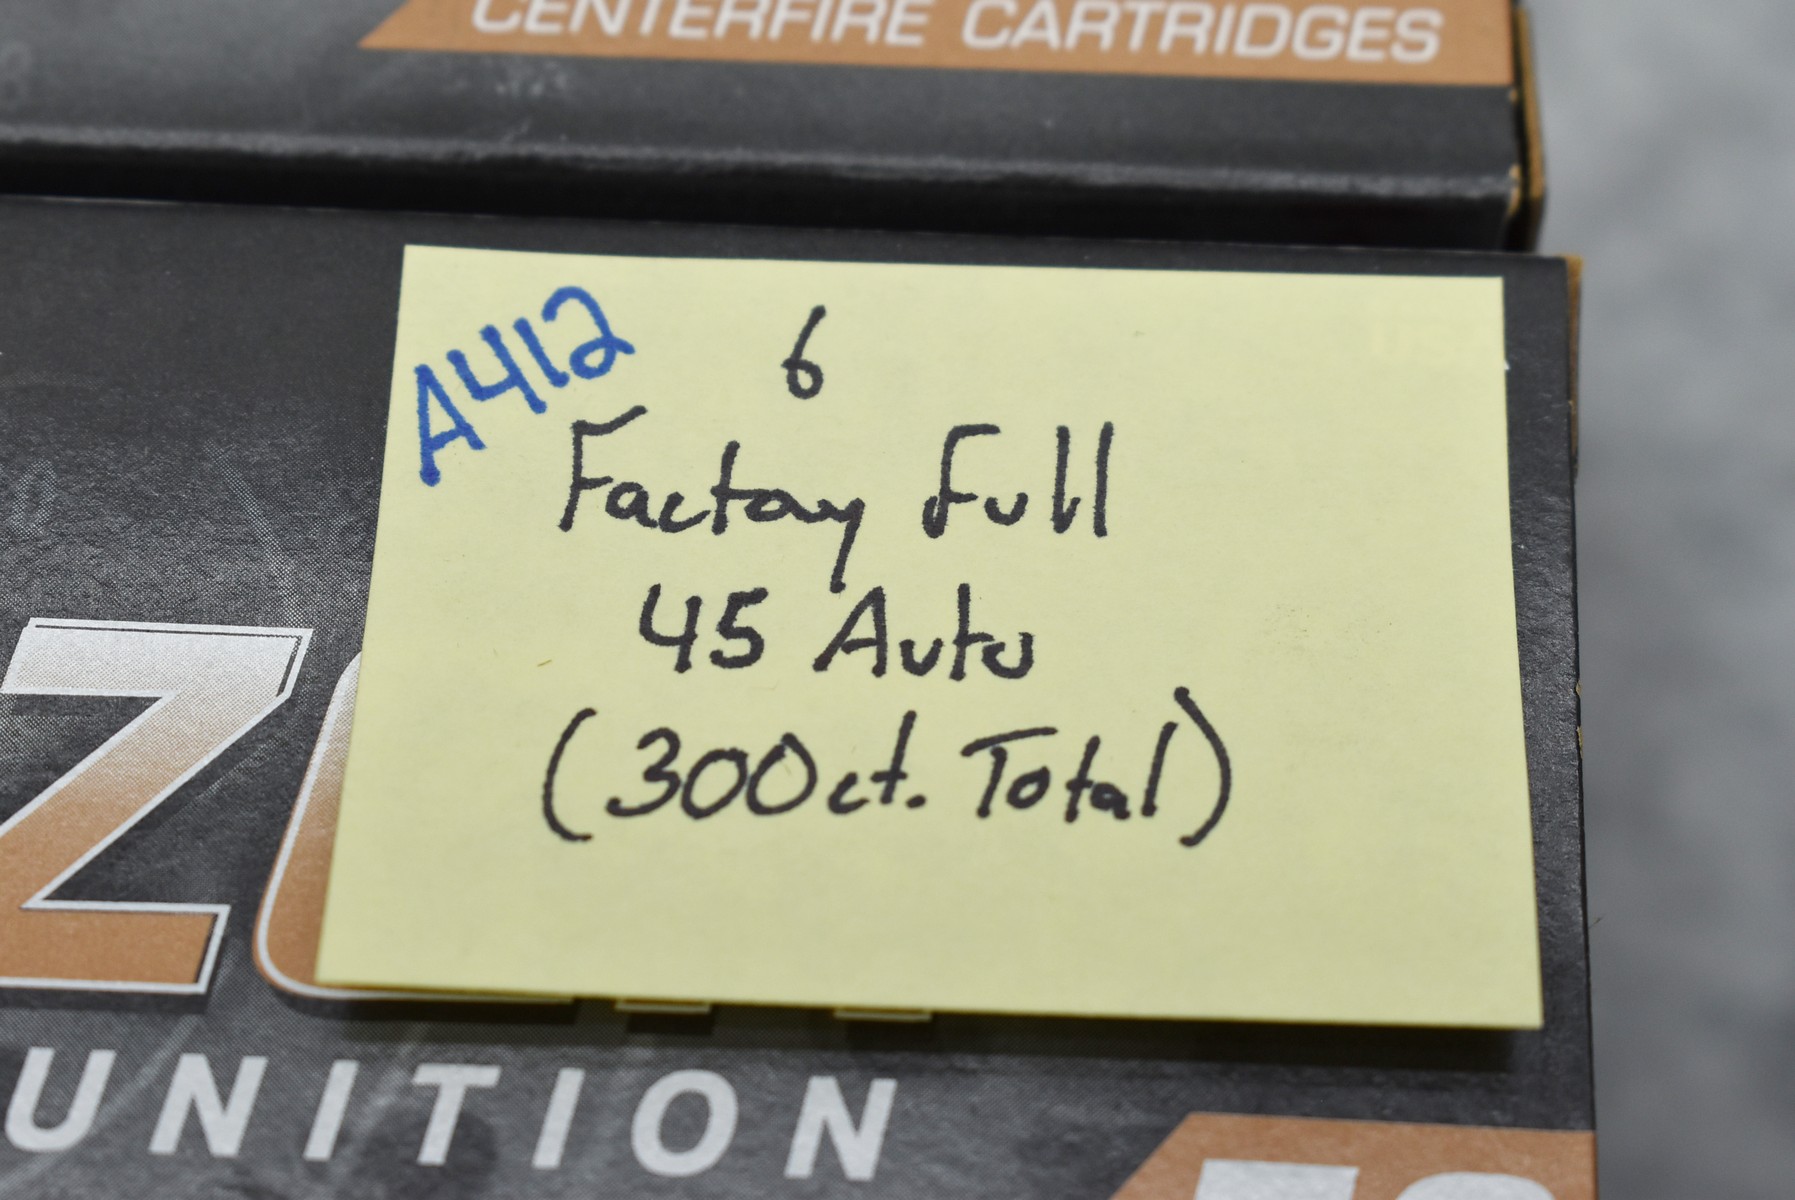 CENTERFIRE CARTRIDGES
A412
6
Factory Full
45 Auto
(300ct. Total)
UNITION